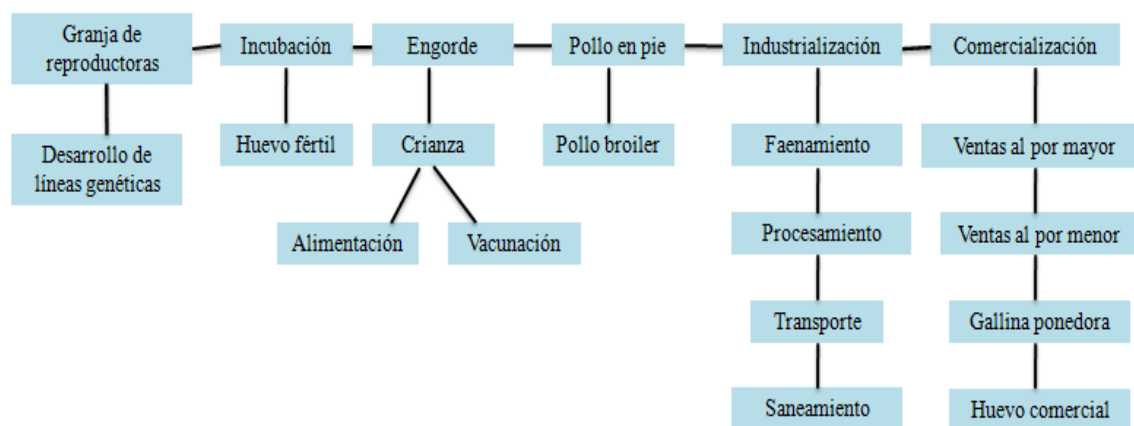 Granja de
reproductoras
Incubación
Engorde
Pollo en pie
Industrialización
Comercialización
Desarrollo de
líneas genéticas
Huevo fértil
Crianza
Pollo broiler
Faenamiento
Ventas al por mayor
Alimentación
Vacunación
Procesamiento
Ventas al por menor
Transporte
Gallina ponedora
Saneamiento
Huevo comercial